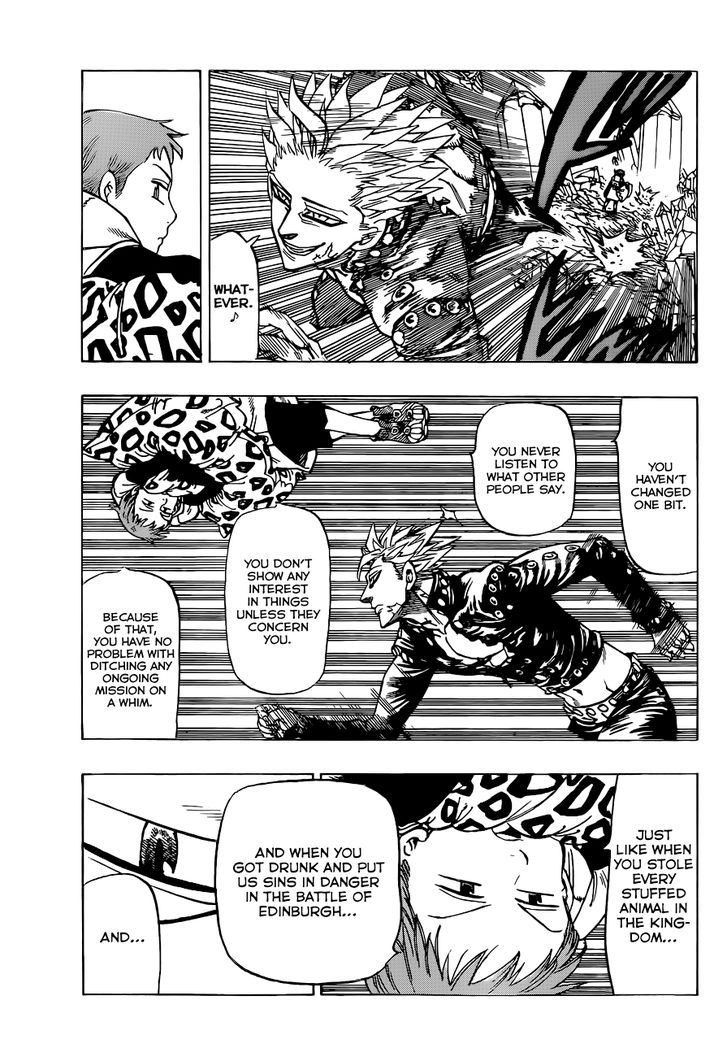 WHAT-
EVER.
♪
YOU
HAVEN'T
CHANGED
ONE BIT.
YOU NEVER
LISTEN TO
WHAT OTHER
PEOPLE SAY.
YOU DON'T
SHOW ANY
INTEREST
IN THINGS
UNLESS THEY
CONCERN
YOU.
BECAUSE
OF THAT,
YOU HAVE NO
PROBLEM WITH
DITCHING ANY
ONGOING
MISSION ON
A WHIM.
JUST
LIKE WHEN
YOU STOLE
EVERY
STUFFED
ANIMAL IN
THE KING-
DOM...
AND WHEN YOU
GOT DRUNK AND PUT
US SINS IN DANGER
IN THE BATTLE OF
EDINBURGH...
AND...